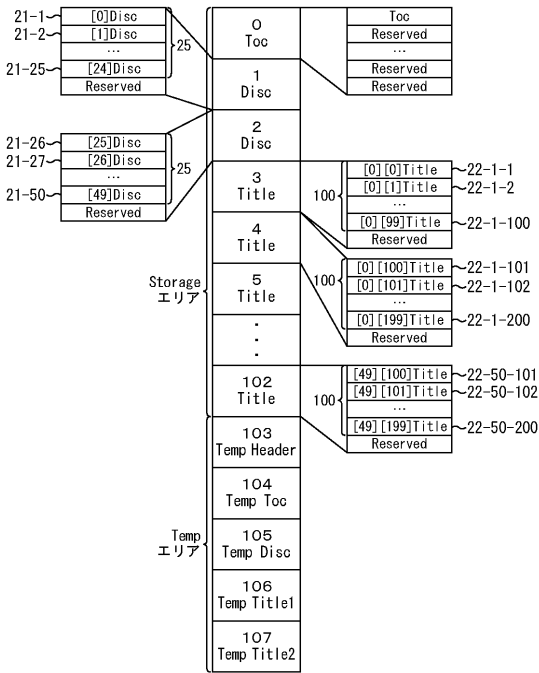 21-1
[0]Disc
21-2
[1]Disc
...
25
21-25
[24]Disc
Reserved
21-26
[25]Disc
21-27
[26]Disc
...
25
21-50
[49]Disc
Reserved
Storage
エリア
Temp
エリア
0
Toc
1
Disc
2
Disc
3
Title
4
Title
5
Title
・
・
・
102
Title
103
Temp Header
104
Temp Toc
105
Temp Disc
106
Temp Title1
107
Temp Title2
Toc
Reserved
...
Reserved
Reserved
100
[0][0]Title
22-1-1
[0][1]Title
22-1-2
...
[0][99]Title
22-1-100
Reserved
100
[0][100]Title
22-1-101
[0][101]Title
22-1-102
...
[0][199]Title
22-1-200
Reserved
100
[49][100]Title
22-50-101
[49][101]Title
22-50-102
...
[49][199]Title
22-50-200
Reserved